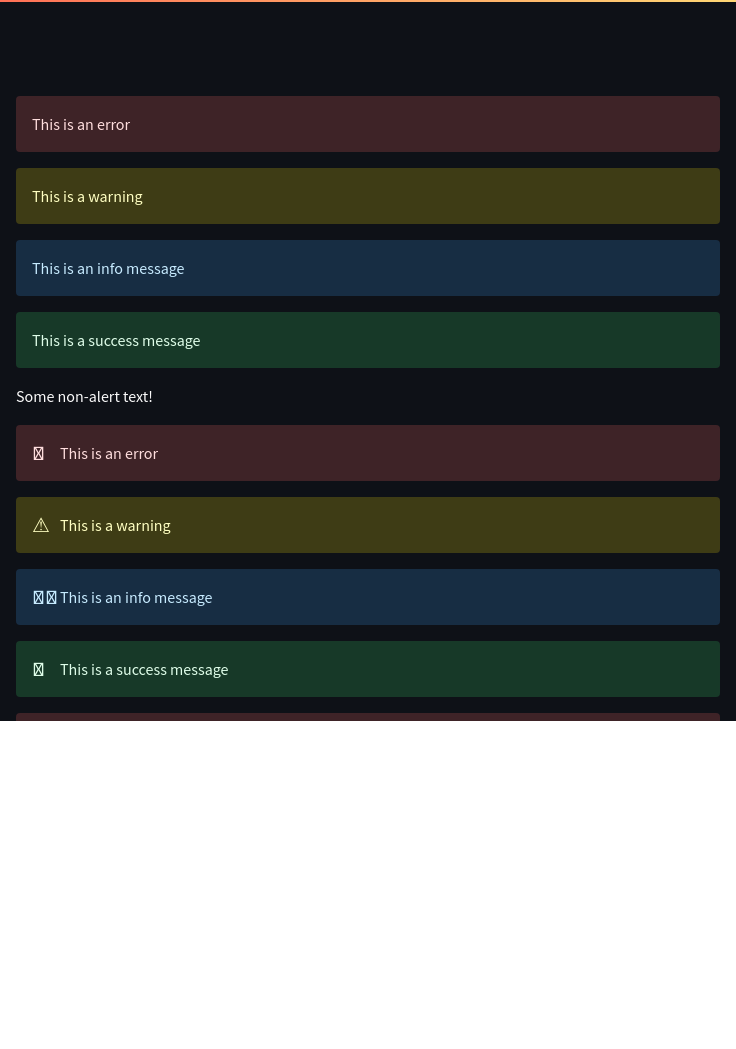 This is an error
This is a warning
This is an info message
This is a success message
Some non-alert text!
This is an error
⚠ This is a warning
This is an info message
This is a success message